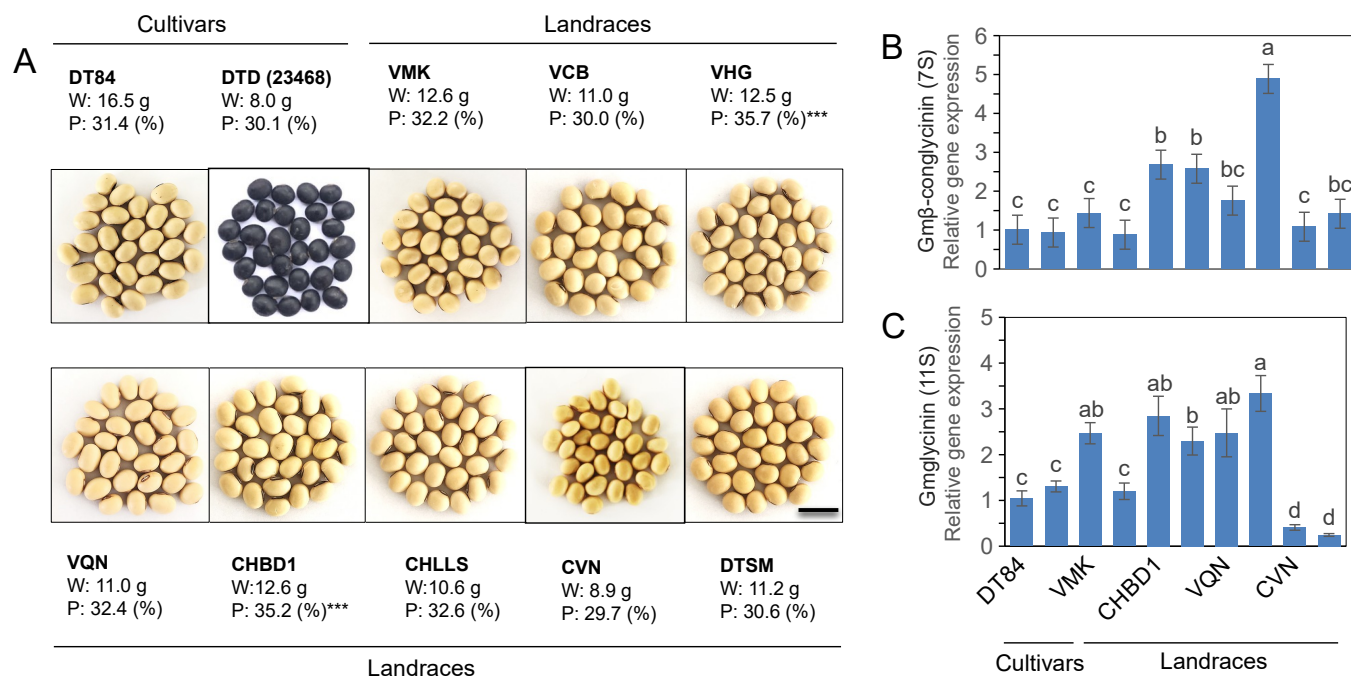 Cultivars
Landraces
A
DT84
W: 16.5 g
P: 31.4 (%)
DTD (23468)
W: 8.0 g
P: 30.1 (%)
VMK
W: 12.6 g
P: 32.2 (%)
VCB
W: 11.0 g
P: 30.0 (%)
VHG
W: 12.5 g
P: 35.7 (%)***
VQN
W: 11.0 g
P: 32.4 (%)
CHBD1
W:12.6 g
P: 35.2 (%)***
CHLLS
W:10.6 g
P: 32.6 (%)
CVN
W: 8.9 g
P: 29.7 (%)
DTSM
W: 11.2 g
P: 30.6 (%)
Landraces
B
Gmβ-conglycinin (7S)
Relative gene expression
6
5
4
3
2
1
0
c
c
c
c
b
b
bc
a
c
bc
C
Gmglycinin (11S)
Relative gene expression
5
4
3
2
1
0
c
c
ab
c
ab
b
ab
a
d
d
DT84
VMK
CHBD1
VQN
CVN
Cultivars
Landraces